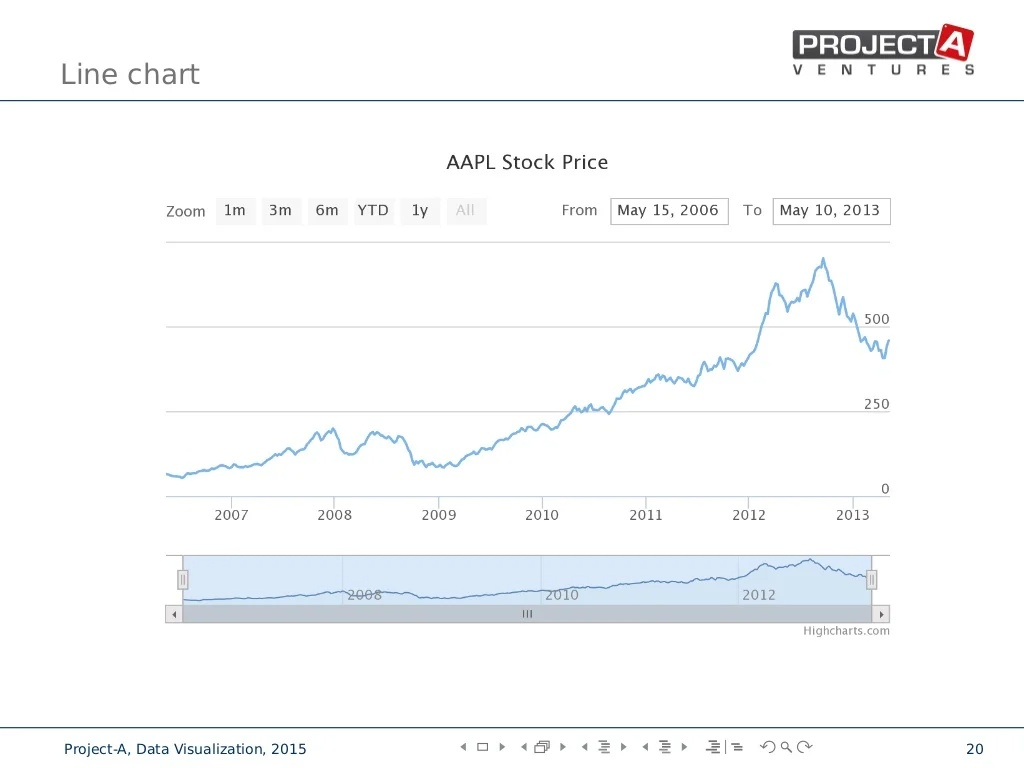 PROJECT A
VENTURES
Line chart
AAPL Stock Price
Zoom 1m 3m 6m YTD 1y All From May 15, 2006 To May 10, 2013
500
250
0
2007 2008 2009 2010 2011 2012 2013
2008 2010 2012
Highcharts.com
Project-A, Data Visualization, 2015 20